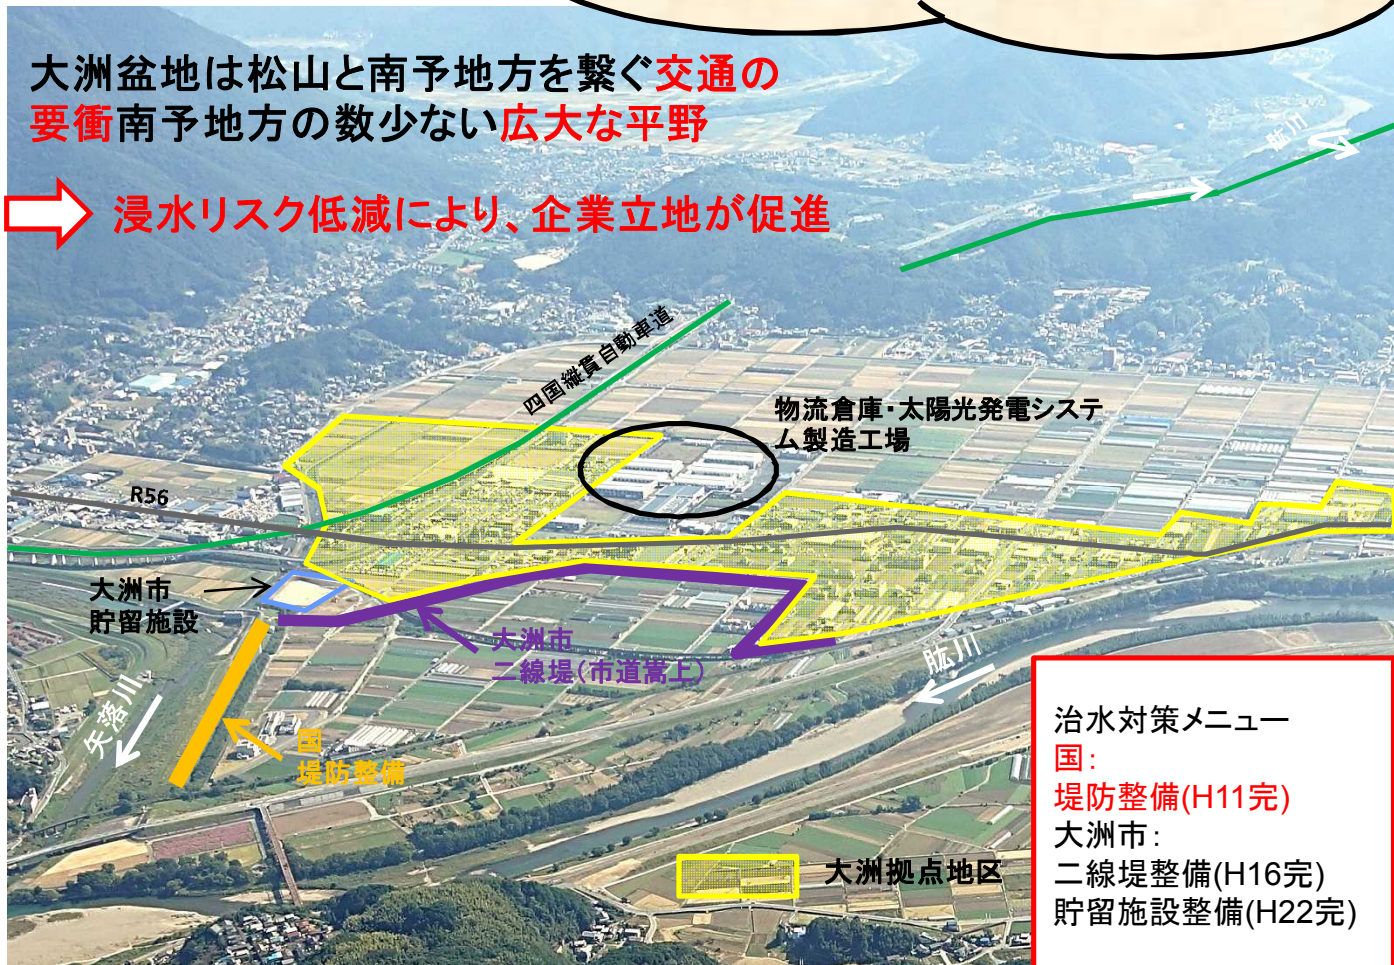 大洲盆地は松山と南予地方を繋ぐ交通の
要衝南予地方の数少ない広大な平野
浸水リスク低減により、企業立地が促進
肱川
四国縦貫自動車道
物流倉庫・太陽光発電システ
ム製造工場
R56
大洲市
貯留施設
大洲市
二線堤(市道嵩上)
肱川
矢落川
国
堤防整備
大洲拠点地区
治水対策メニュー
国：
堤防整備(H11完)
大洲市：
二線堤整備(H16完)
貯留施設整備(H22完)